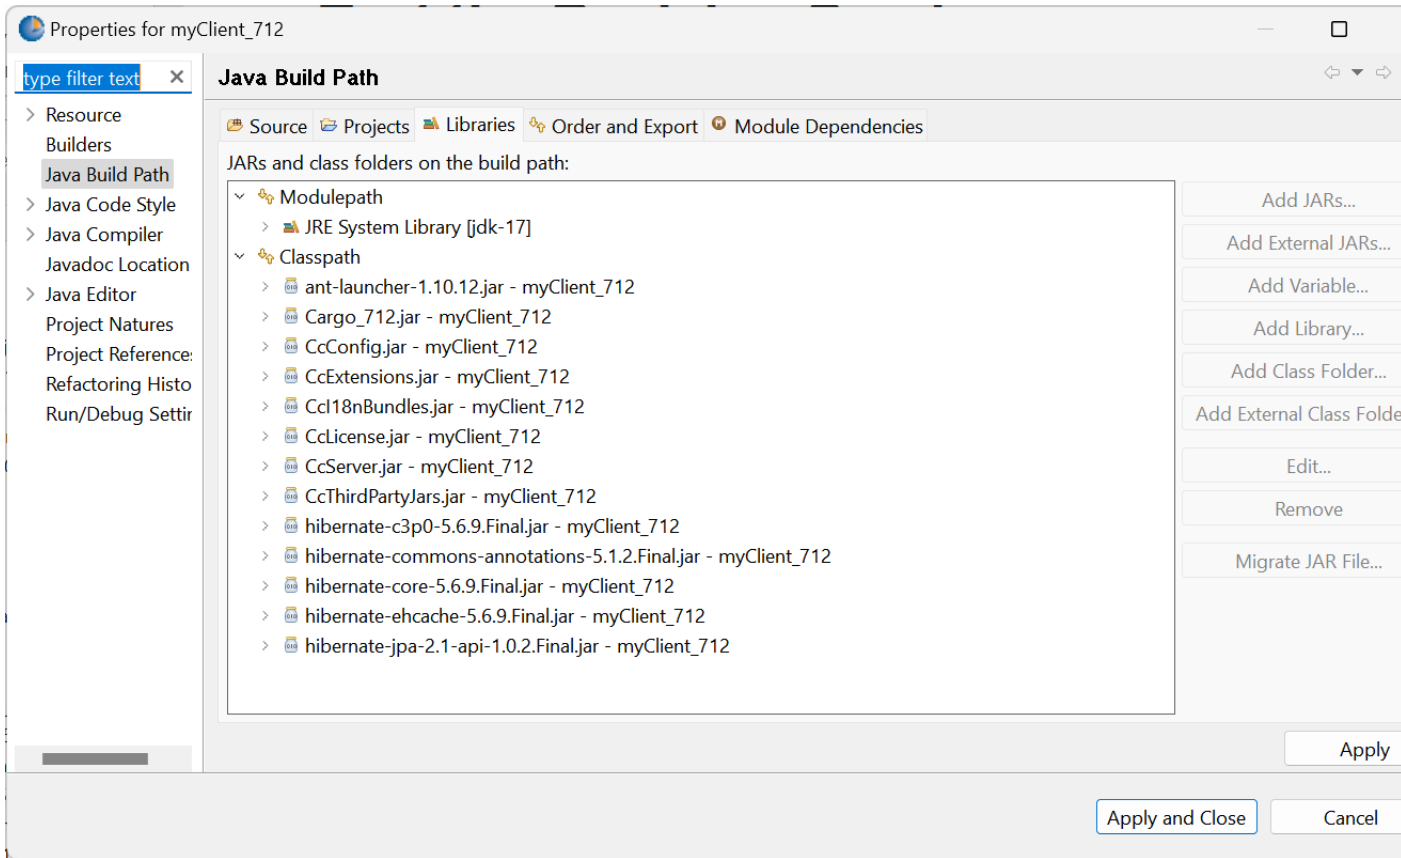 Properties for myClient_712
type filter text
Java Build Path
Resource
Builders
Java Build Path
Java Code Style
Java Compiler
Javadoc Location
Java Editor
Project Natures
Project Reference
Refactoring Histo
Run/Debug Settin
Source Projects Libraries Order and Export Module Dependencies
JARs and class folders on the build path:
Modulepath
JRE System Library [jdk-17]
Classpath
ant-launcher-1.10.12.jar - myClient_712
Cargo_712.jar - myClient_712
CcConfig.jar - myClient_712
CcExtensions.jar - myClient_712
CcI18nBundles.jar - myClient_712
CcLicense.jar - myClient_712
CcServer.jar - myClient_712
CcThirdPartyJars.jar - myClient_712
hibernate-c3p0-5.6.9.Final.jar - myClient_712
hibernate-commons-annotations-5.1.2.Final.jar - myClient_712
hibernate-core-5.6.9.Final.jar - myClient_712
hibernate-ehcache-5.6.9.Final.jar - myClient_712
hibernate-jpa-2.1-api-1.0.2.Final.jar - myClient_712
Add JARs...
Add External JARs...
Add Variable...
Add Library...
Add Class Folder...
Add External Class Folde
Edit...
Remove
Migrate JAR File...
Apply
Apply and Close
Cancel